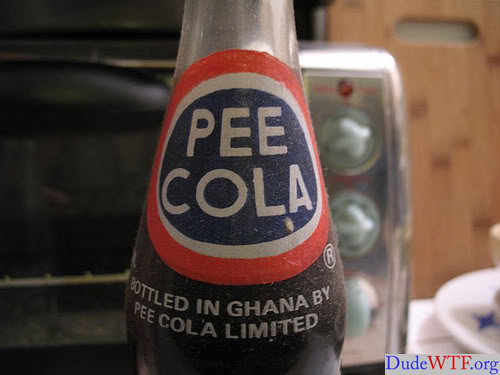 PEE
COLA
®
BOTTLED IN GHANA BY
PEE COLA LIMITED
DudeWTF.org